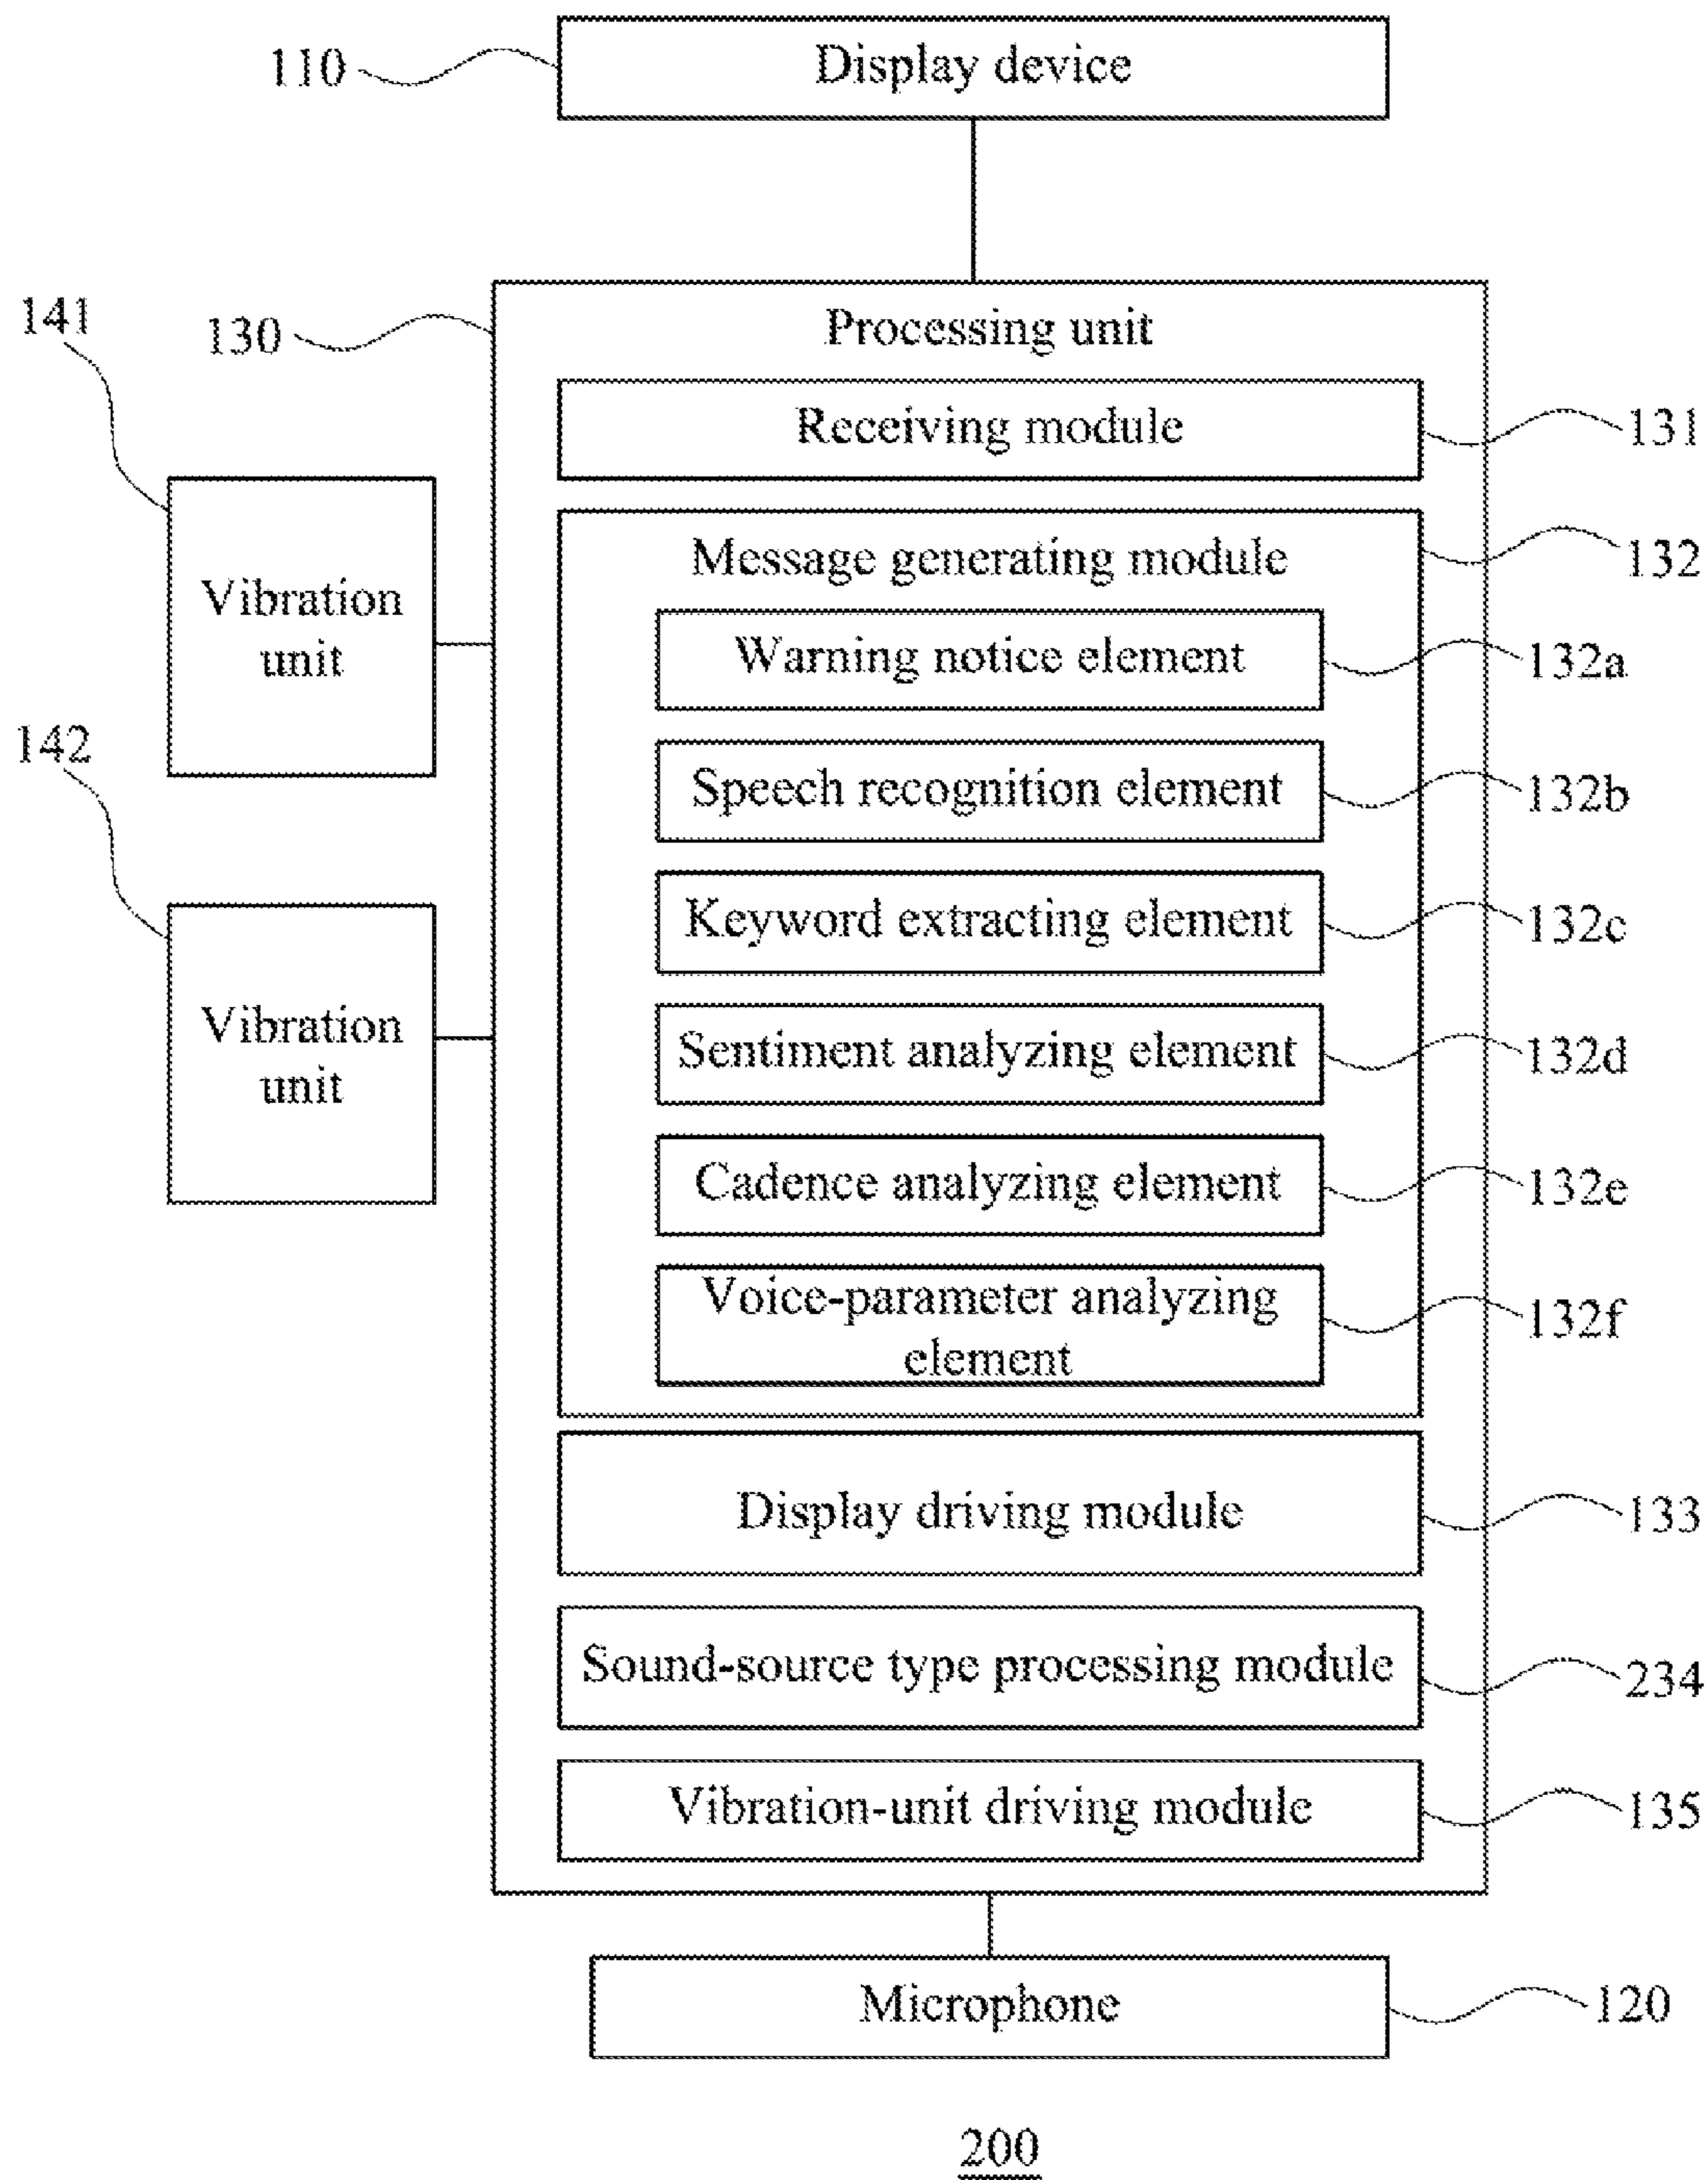 110
Display device
141
130
Processing unit
Receiving module
131
Message generating module
132
Vibration
unit
Warning notice element
132a
142
Speech recognition element
132b
Keyword extracting element
132c
Vibration
unit
Sentiment analyzing element
132d
Cadence analyzing element
132e
Voice-parameter analyzing
element
132f
Display driving module
133
Sound-source type processing module
234
Vibration-unit driving module
135
Microphone
120
200